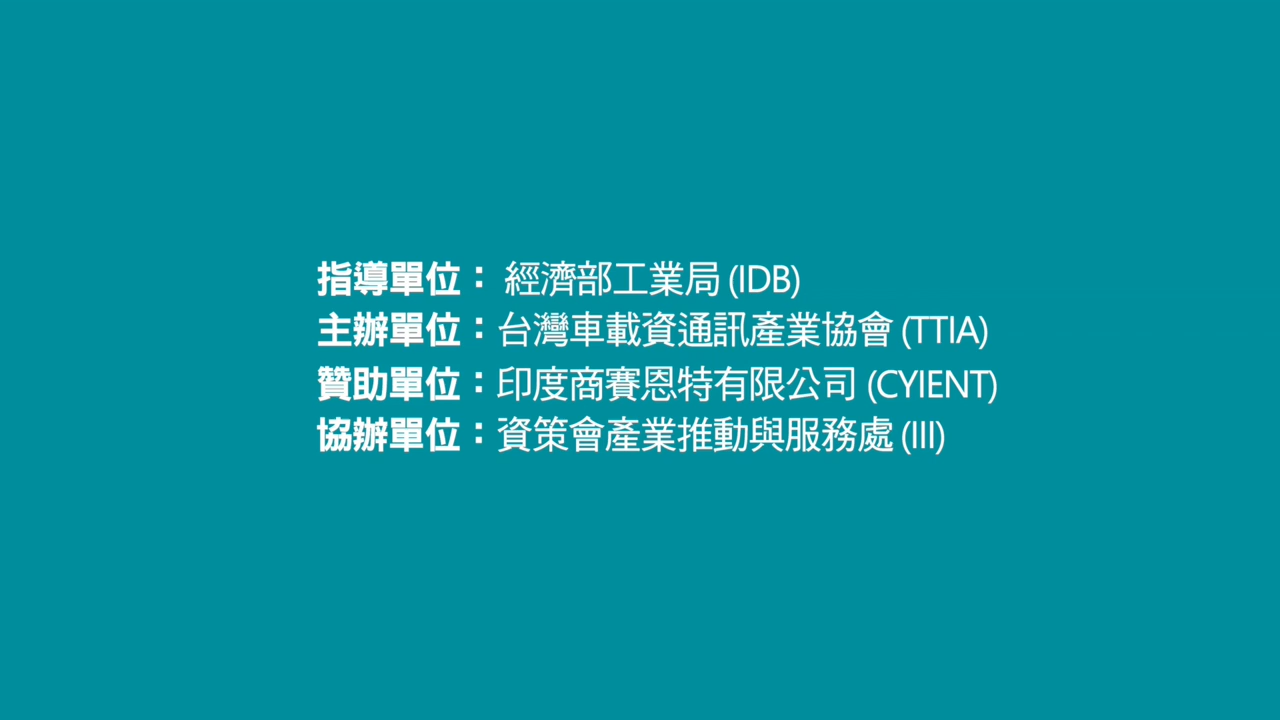 指導單位： 經濟部工業局 (IDB)
主辦單位：台灣車載資通訊產業協會 (TTIA)
贊助單位：印度商賽恩特有限公司 (CYIENT)
協辦單位：資策會產業推動與服務處 (III)